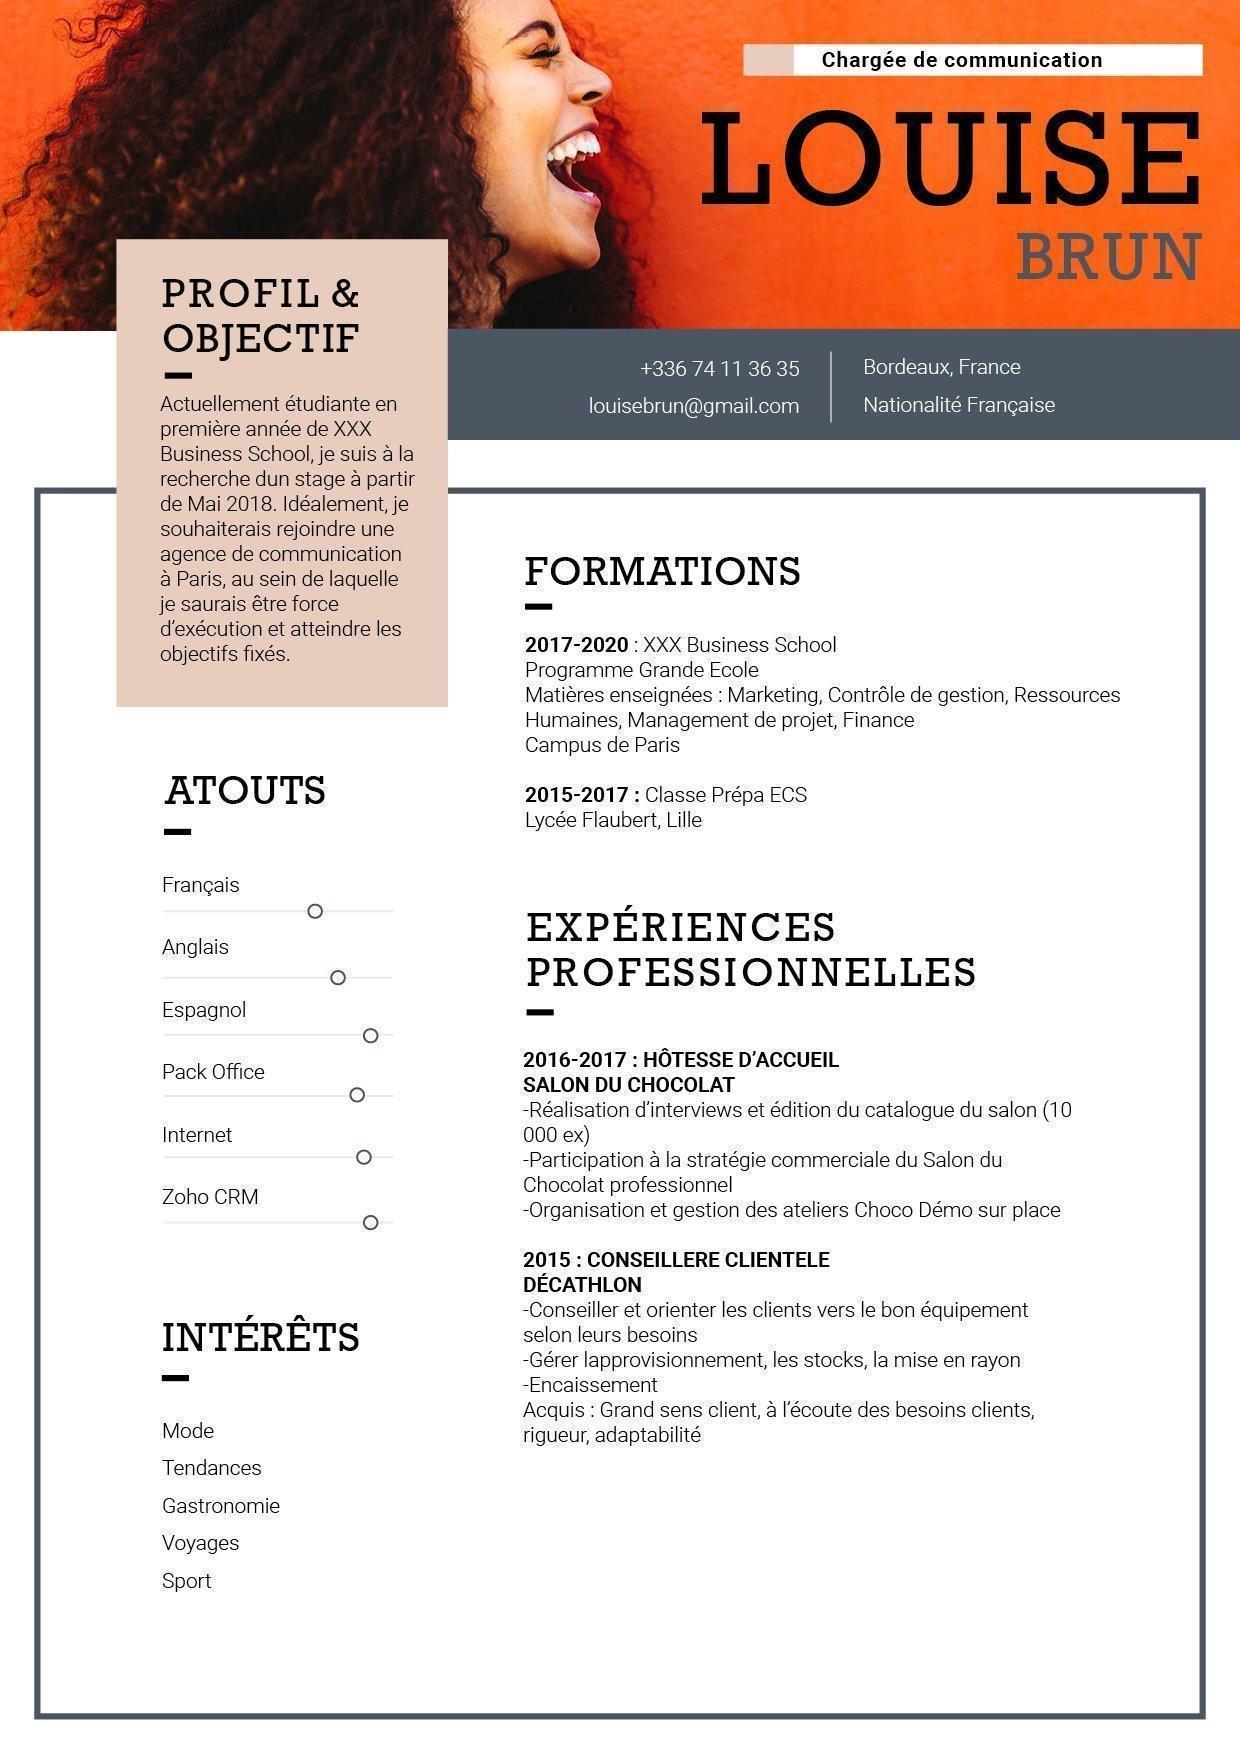 Chargée de communication
LOUISE
BRUN
+336 74 11 36 35
louisebrun@gmail.com
Bordeaux, France
Nationalité Française
PROFIL &
OBJECTIF
Actuellement étudiante en
première année de XXX
Business School, je suis à la
recherche dun stage à partir
de Mai 2018. Idéalement, je
souhaiterais rejoindre une
agence de communication
à Paris, au sein de laquelle
je saurais être force
d’exécution et atteindre les
objectifs fixés.
ATOUTS
Français
Anglais
Espagnol
Pack Office
Internet
Zoho CRM
INTÉRÊTS
Mode
Tendances
Gastronomie
Voyages
Sport
FORMATIONS
2017-2020 : XXX Business School
Programme Grande Ecole
Matières enseignées : Marketing, Contrôle de gestion, Ressources
Humaines, Management de projet, Finance
Campus de Paris
2015-2017 : Classe Prépa ECS
Lycée Flaubert, Lille
EXPÉRIENCES
PROFESSIONNELLES
2016-2017 : HÔTESSE D’ACCUEIL
SALON DU CHOCOLAT
-Réalisation d’interviews et édition du catalogue du salon (10
000 ex)
-Participation à la stratégie commerciale du Salon du
Chocolat professionnel
-Organisation et gestion des ateliers Choco Démo sur place
2015 : CONSEILLERE CLIENTELE
DÉCATHLON
-Conseiller et orienter les clients vers le bon équipement
selon leurs besoins
-Gérer lapprovisionnement, les stocks, la mise en rayon
-Encaissement
Acquis : Grand sens client, à l’écoute des besoins clients,
rigueur, adaptabilité